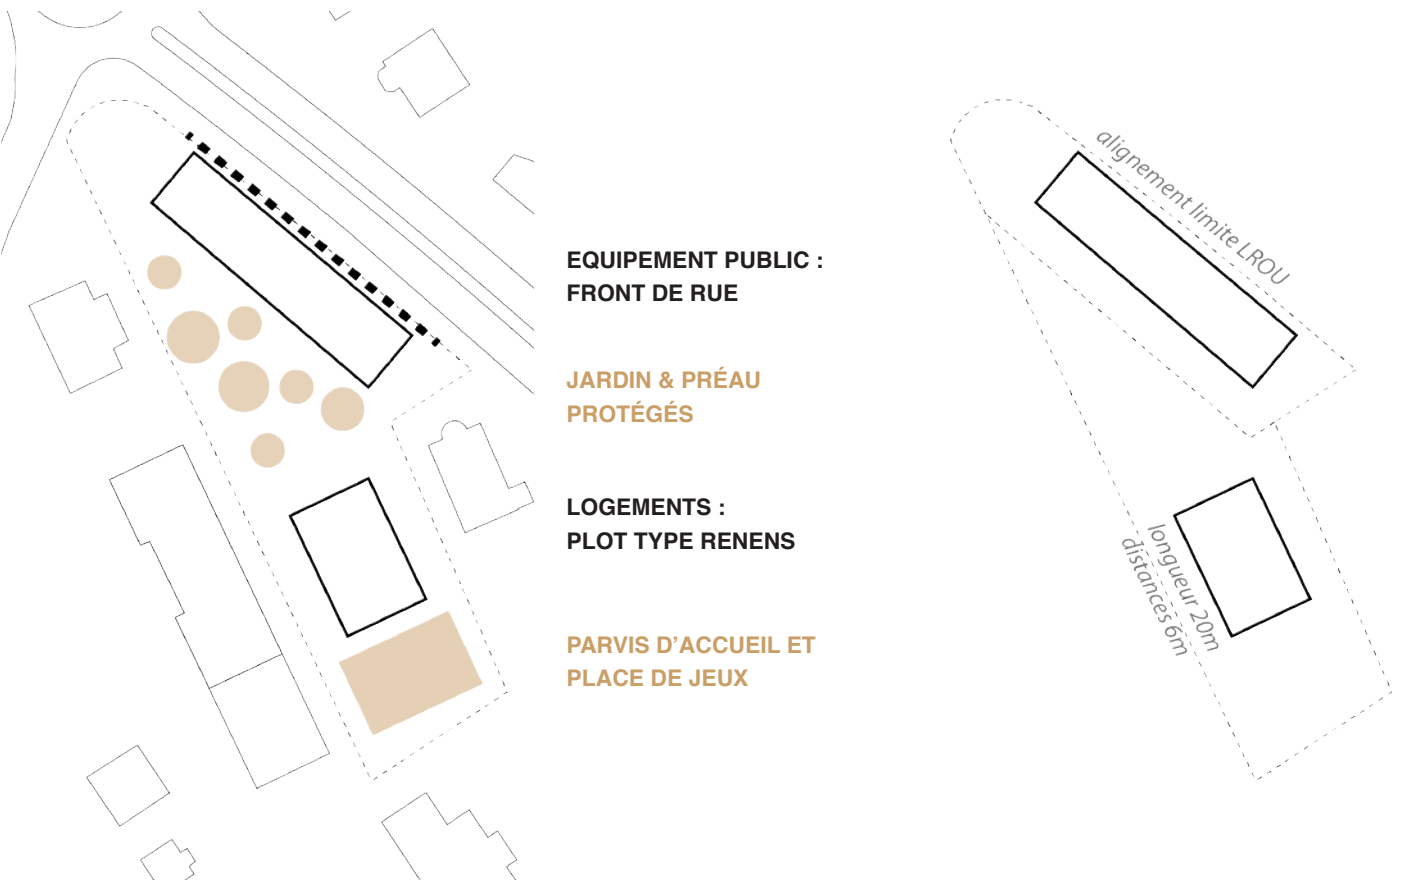 EQUIPEMENT PUBLIC :
FRONT DE RUE
JARDIN & PRÉAU
PROTÉGÉS
LOGEMENTS :
PLOT TYPE RENENS
PARVIS D’ACCUEIL ET
PLACE DE JEUX
alignement limite LROU
longueur 20m
distances 6m